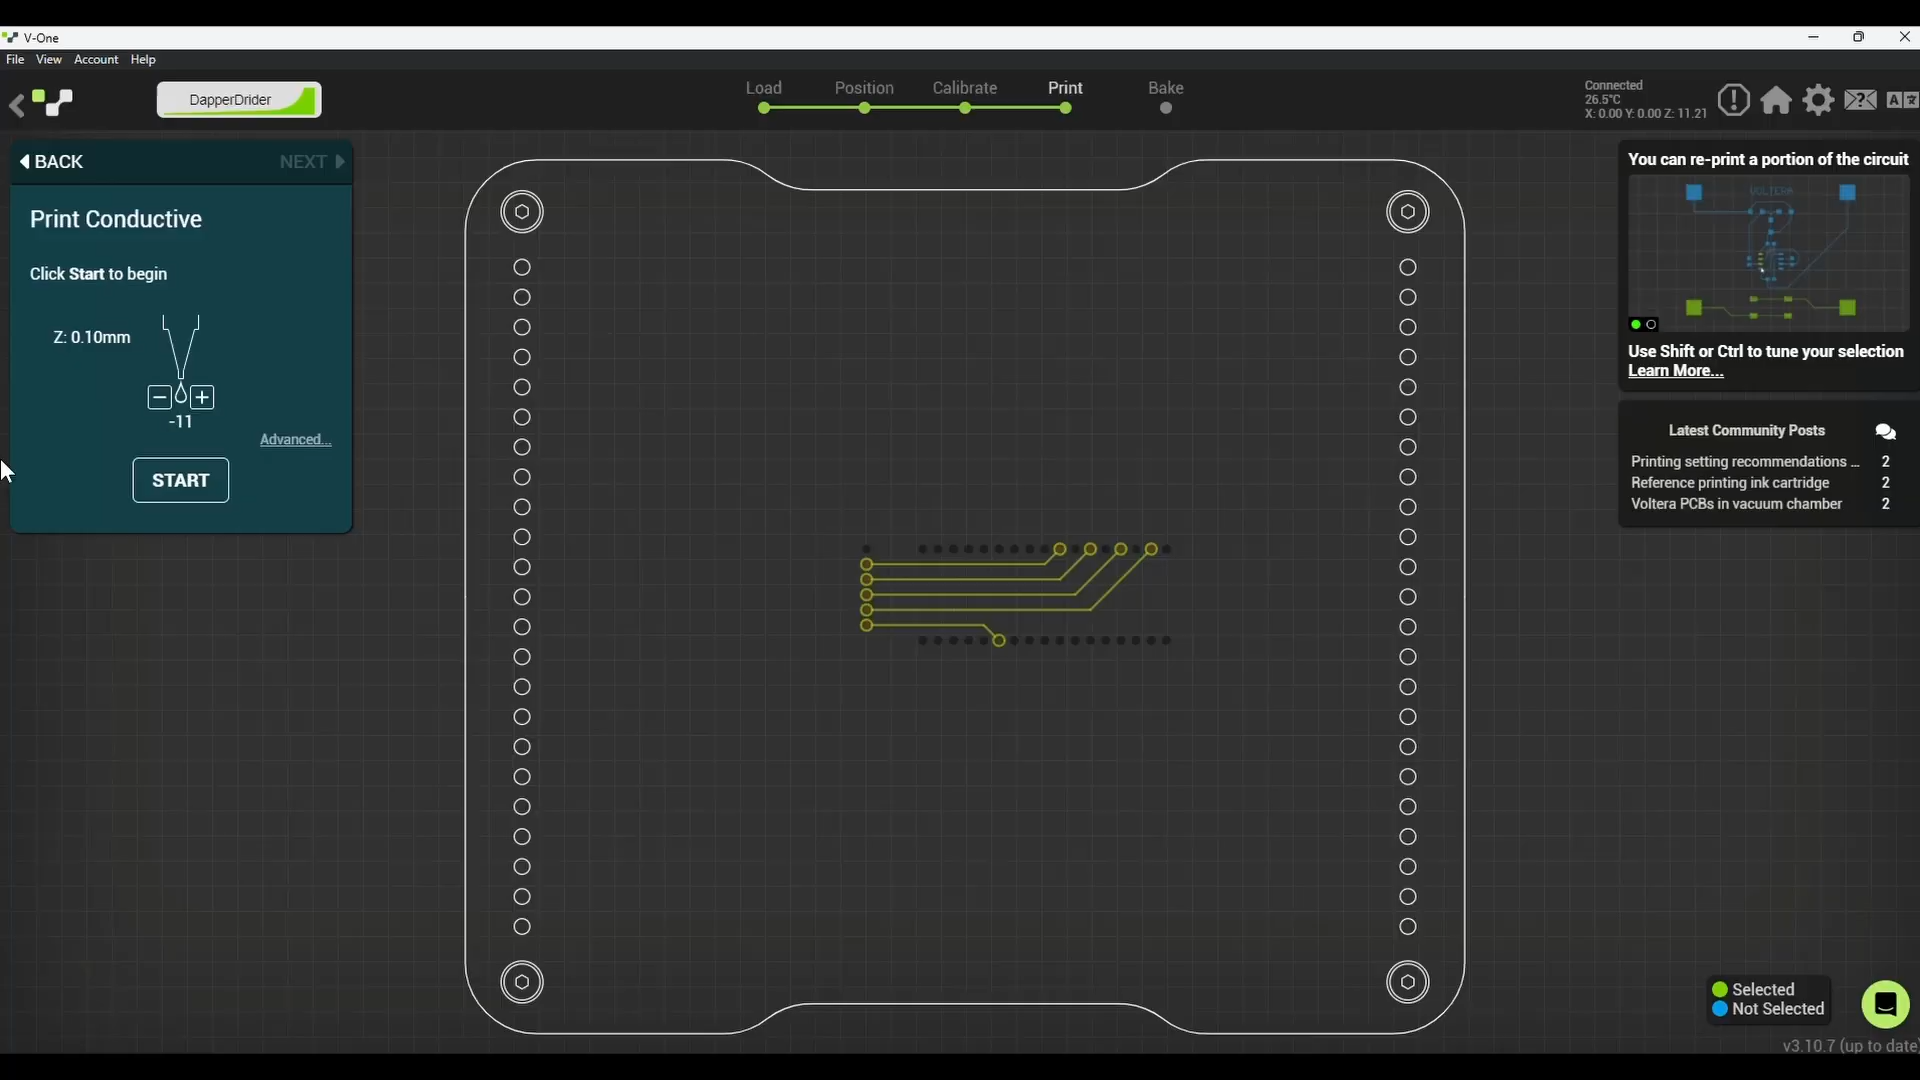 V-One
File View Account Help
DapperDrider
Load Position Calibrate Print Bake
Connected
26.5°C
X: 0.00 Y: 0.00 Z: 11.21
BACK NEXT
Print Conductive
Click Start to begin
Z: 0.10mm
-11
Advanced...
START
You can re-print a portion of the circuit
VOLTERA
Use Shift or Ctrl to tune your selection
Learn More...
Latest Community Posts
Printing setting recommendations ... 2
Reference printing ink cartridge 2
Voltera PCBs in vacuum chamber 2
Selected
Not Selected
v3.10.7 (up to date